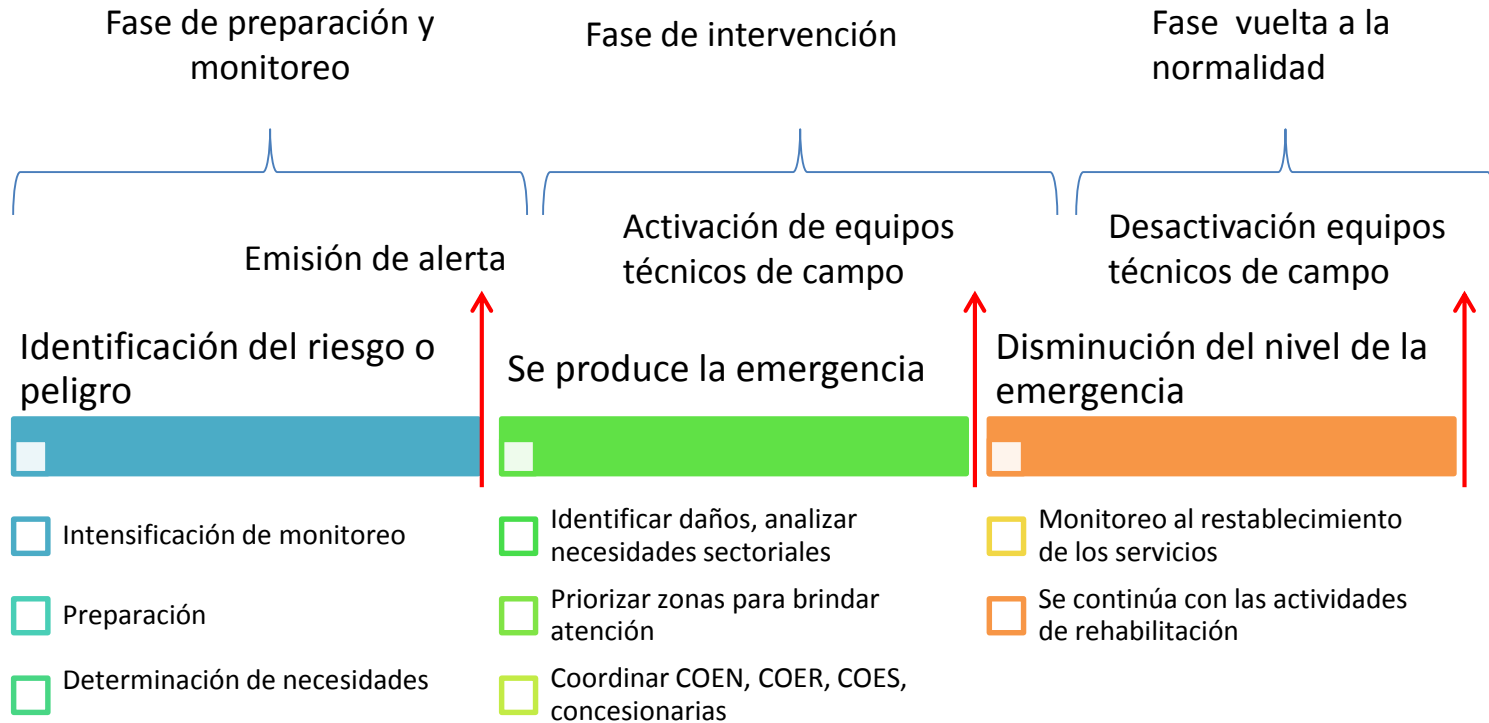 Fase de preparación y
monitoreo
Fase de intervención
Fase vuelta a la
normalidad
Emisión de alerta
Activación de equipos
técnicos de campo
Desactivación equipos
técnicos de campo
Identificación del riesgo o
peligro
Se produce la emergencia
Disminución del nivel de la
emergencia
Intensificación de monitoreo
Preparación
Determinación de necesidades
Identificar daños, analizar
necesidades sectoriales
Priorizar zonas para brindar
atención
Coordinar COEN, COER, COES,
concesionarias
Monitoreo al restablecimiento
de los servicios
Se continúa con las actividades
de rehabilitación